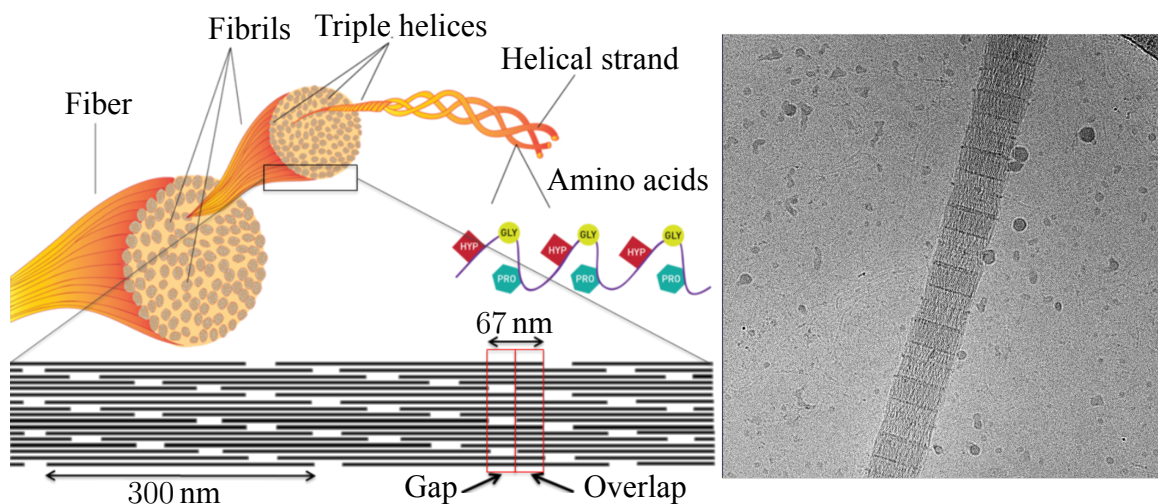 Fibrils
Triple helices
Helical strand
Fiber
Amino acids
HYP
GLY
PRO
HYP
GLY
PRO
HYP
GLY
PRO
67 nm
300 nm
Gap
Overlap